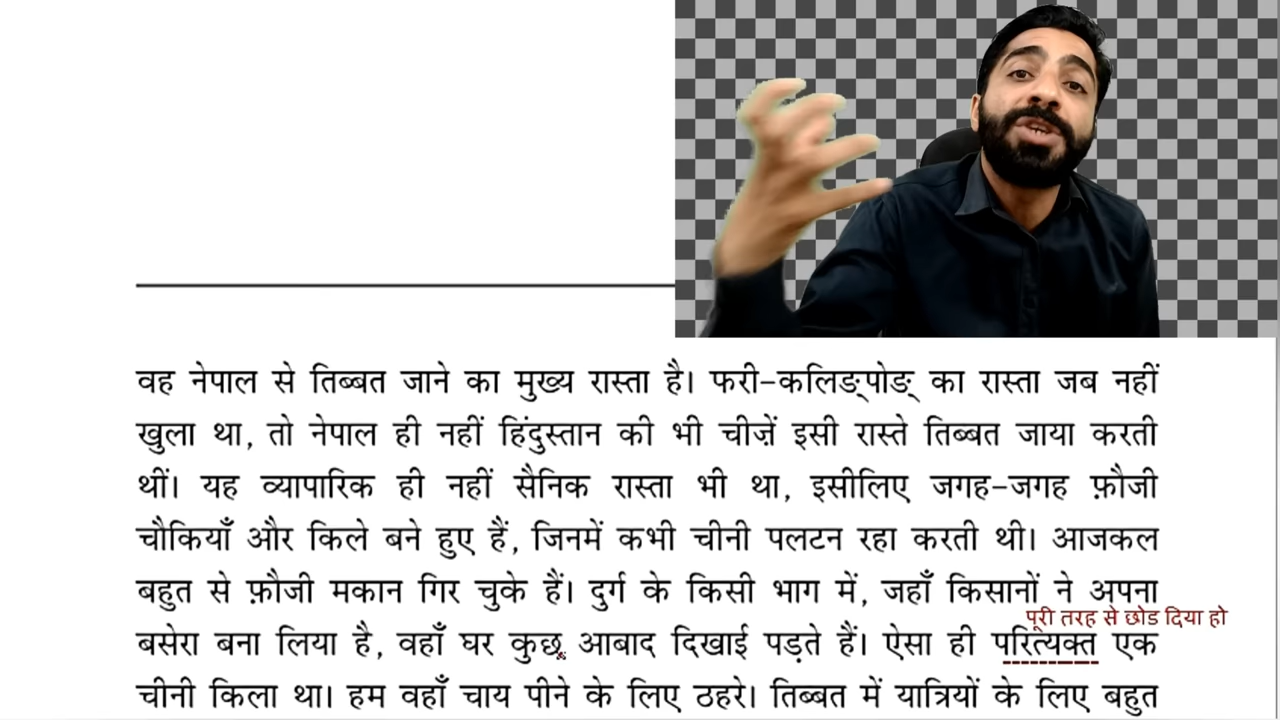 वह नेपाल से तिब्बत जाने का मुख्य रास्ता है। फरी-कलिङ्पोङ् का रास्ता जब नहीं
खुला था, तो नेपाल ही नहीं हिंदुस्तान की भी चीज़ें इसी रास्ते तिब्बत जाया करती
थीं। यह व्यापारिक ही नहीं सैनिक रास्ता भी था, इसीलिए जगह-जगह फ़ौजी
चौकियाँ और किले बने हुए हैं, जिनमें कभी चीनी पलटन रहा करती थी। आजकल
बहुत से फ़ौजी मकान गिर चुके हैं। दुर्ग के किसी भाग में, जहाँ किसानों ने अपना
पूरी तरह से छोड दिया हो
बसेरा बना लिया है, वहाँ घर कुछ आबाद दिखाई पड़ते हैं। ऐसा ही परित्यक्त एक
चीनी किला था। हम वहाँ चाय पीने के लिए ठहरे। तिब्बत में यात्रियों के लिए बहुत